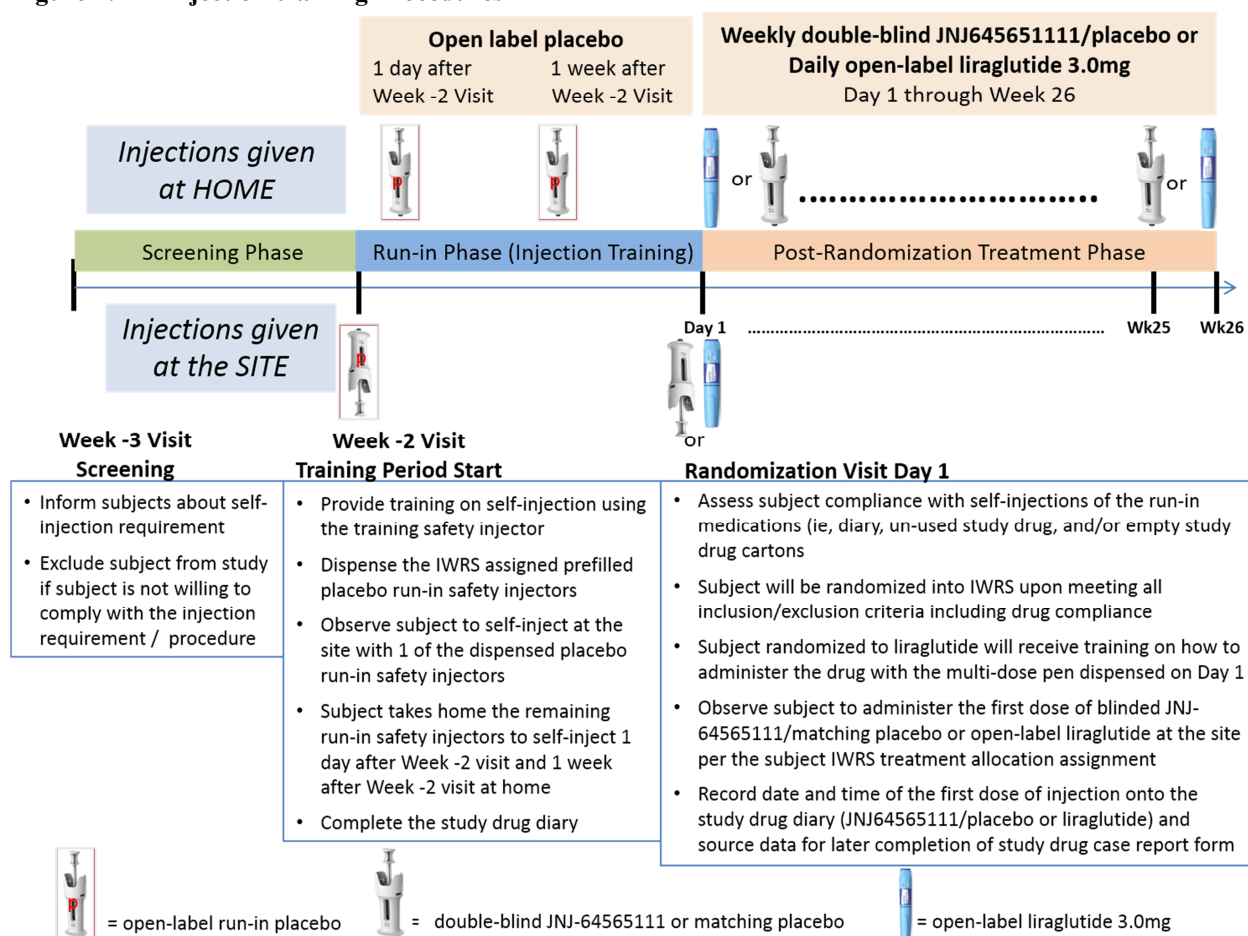 Open label placebo
1 day after
Week -2 Visit
1 week after
Week -2 Visit
Weekly double-blind JNJ645651111/placebo or
Daily open-label liraglutide 3.0mg
Day 1 through Week 26
Injections given
at HOME
P
P
or
or
Screening Phase
Run-in Phase (Injection Training)
Post-Randomization Treatment Phase
Injections given
at the SITE
P
Day 1
Wk25
Wk26
or
Week -3 Visit
Screening
• Inform subjects about self-
injection requirement
• Exclude subject from study
if subject is not willing to
comply with the injection
requirement / procedure
Week -2 Visit
Training Period Start
• Provide training on self-injection using
the training safety injector
• Dispense the IWRS assigned prefilled
placebo run-in safety injectors
• Observe subject to self-inject at the
site with 1 of the dispensed placebo
run-in safety injectors
• Subject takes home the remaining
run-in safety injectors to self-inject 1
day after Week -2 visit and 1 week
after Week -2 visit at home
• Complete the study drug diary
Randomization Visit Day 1
• Assess subject compliance with self-injections of the run-in
medications (ie, diary, un-used study drug, and/or empty study
drug cartons
• Subject will be randomized into IWRS upon meeting all
inclusion/exclusion criteria including drug compliance
• Subject randomized to liraglutide will receive training on how to
administer the drug with the multi-dose pen dispensed on Day 1
• Observe subject to administer the first dose of blinded JNJ-
64565111/matching placebo or open-label liraglutide at the site
per the subject IWRS treatment allocation assignment
• Record date and time of the first dose of injection onto the
study drug diary (JNJ64565111/placebo or liraglutide) and
source data for later completion of study drug case report form
P
= open-label run-in placebo
= double-blind JNJ-64565111 or matching placebo
= open-label liraglutide 3.0mg